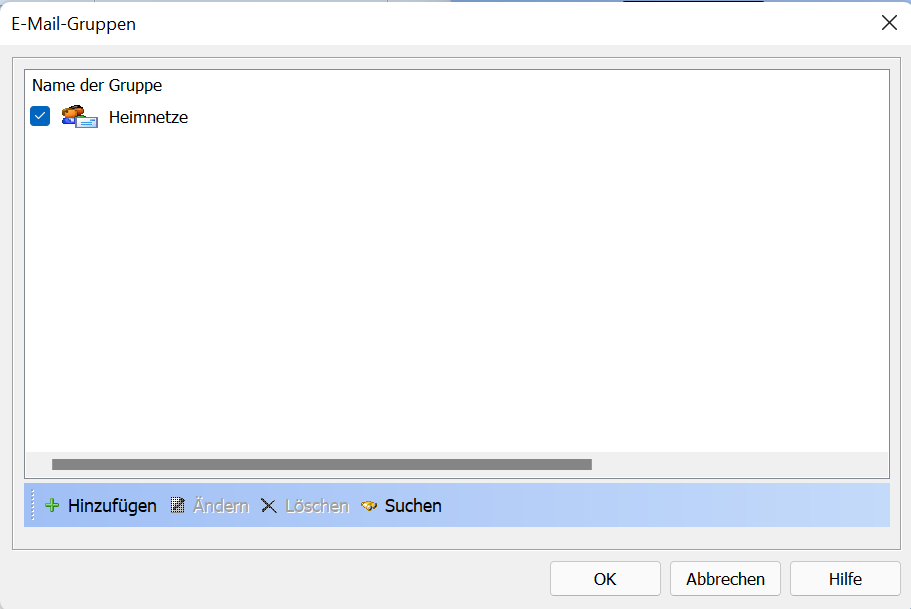 E-Mail-Gruppen
Name der Gruppe
Heimnetze
Hinzufügen Ändern Löschen Suchen
OK Abbrechen Hilfe